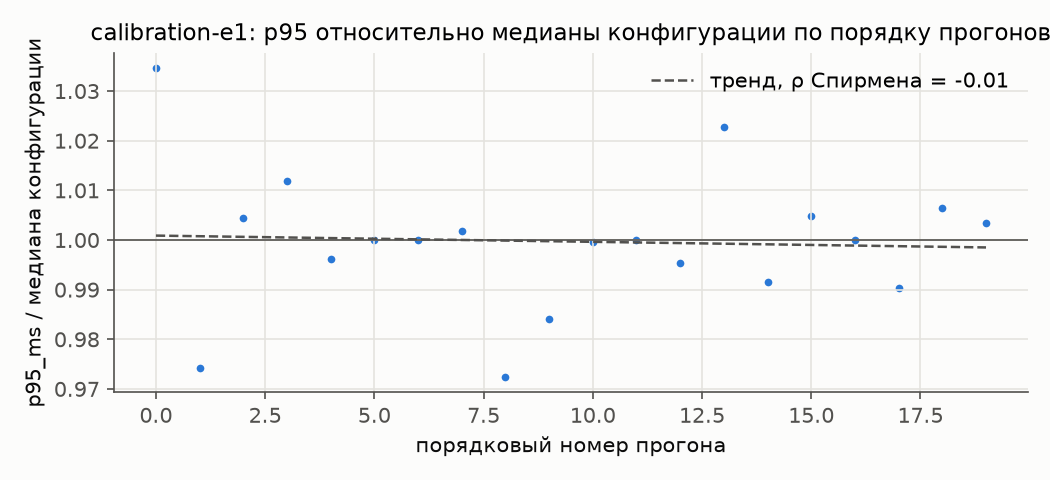 calibration-e1: p95 относительно медианы конфигурации по порядку прогонов
p95_ms / медиана конфигурации
тренд, ρ Спирмена = -0.01
1.03
1.02
1.01
1.00
0.99
0.98
0.97
0.0 2.5 5.0 7.5 10.0 12.5 15.0 17.5
порядковый номер прогона